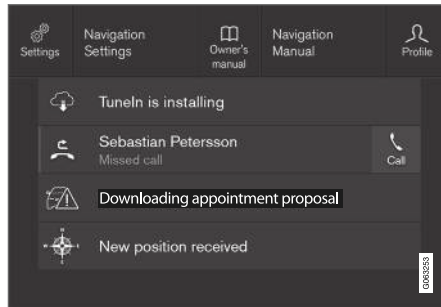 Settings
Navigation
Settings
Owner's
manual
Navigation
Manual
Profile
TuneIn is installing
Sebastian Petersson
Missed call
Call
Downloading appointment proposal
New position received
G063253